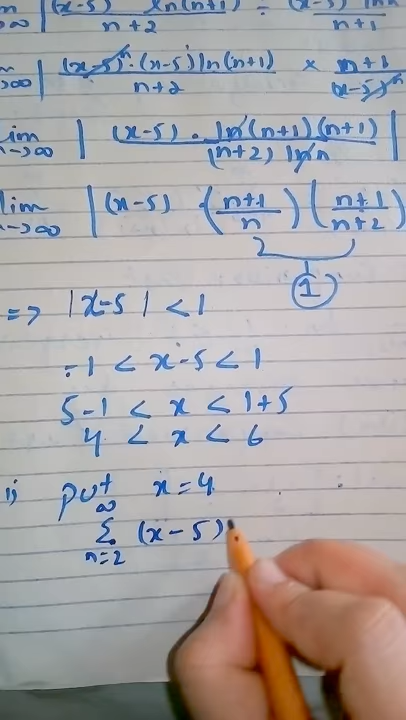 | (x-5) ln(n+1) ÷ (x-5) ln
n+2 n+1
| (x-5)ⁿ · (x-5) ln(n+1) × n+1
→∞ n+2 (x-5)ⁿ
lim | (x-5) · ln(n+1)(n+1) |
n→∞ (n+2) ln n
lim | (x-5) (n+1/n) (n+1/n+2)
n→∞
1
=> |x-5| < 1
-1 < x-5 < 1
5-1 < x < 1+5
4 < x < 6
1) put x = 4
∞
Σ (x-5)
n=2